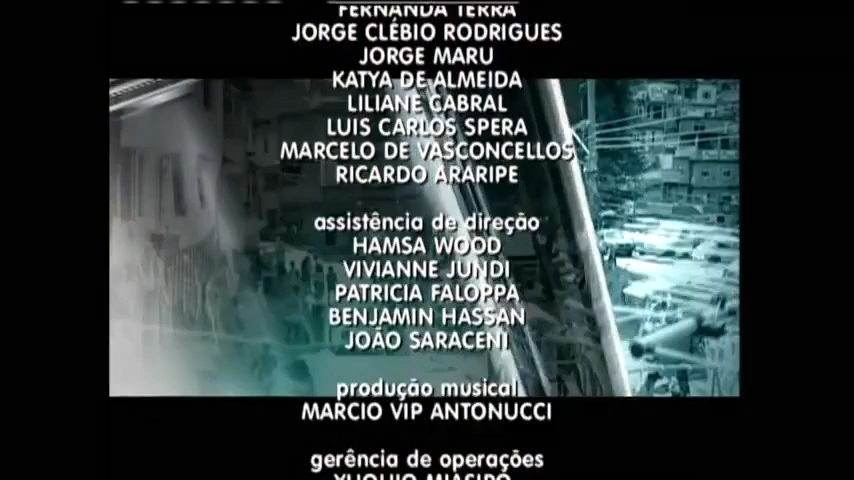 FERNANDA TERRA
JORGE CLÉBIO RODRIGUES
JORGE MARU
KATYA DE ALMEIDA
LILIANE CABRAL
LUIS CARLOS SPERA
MARCELO DE VASCONCELLOS
RICARDO ARARIPE
assistência de direção
HAMSA WOOD
VIVIANNE JUNDI
PATRICIA FALOPPA
BENJAMIN HASSAN
JOÃO SARACENI
produção musical
MARCIO VIP ANTONUCCI
gerência de operações